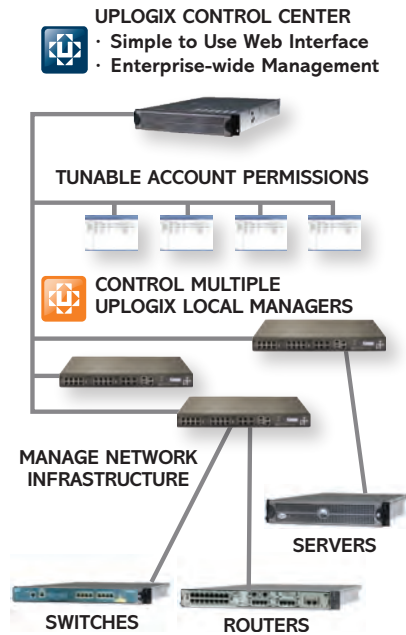 UPLOGIX CONTROL CENTER
· Simple to Use Web Interface
· Enterprise-wide Management
TUNABLE ACCOUNT PERMISSIONS
CONTROL MULTIPLE
UPLOGIX LOCAL MANAGERS
MANAGE NETWORK
INFRASTRUCTURE
SERVERS
SWITCHES
ROUTERS